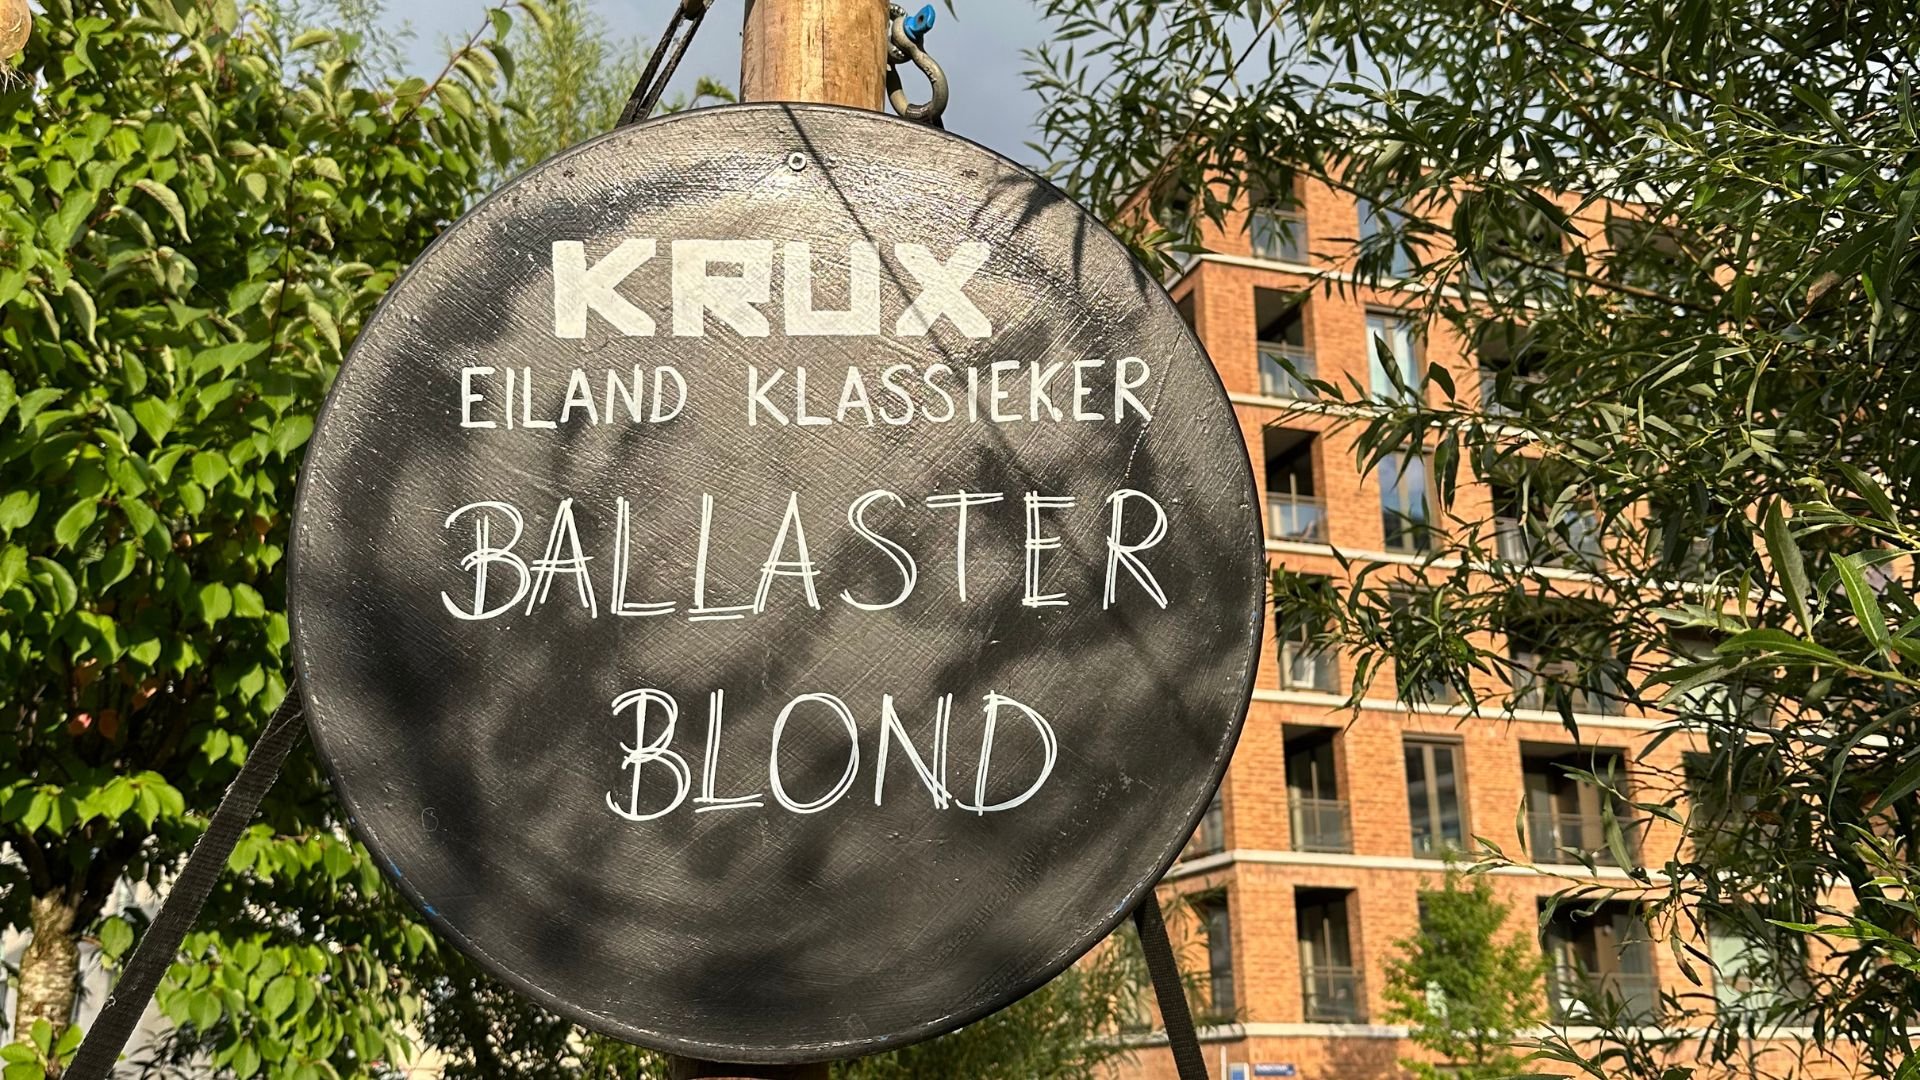 KRUX
EILAND KLASSIEKER
BALLASTER
BLOND